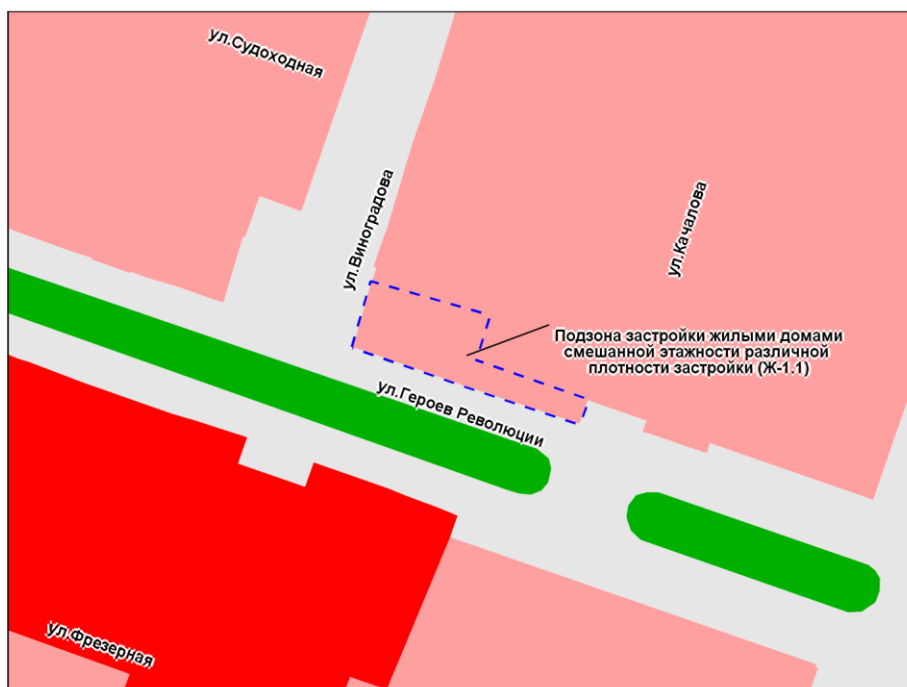 ул.Судоходная
ул.Виноградова
ул.Качалова
Подзона застройки жилыми домами
смешанной этажности различной
плотности застройки (Ж-1.1)
ул.Героев Революции
ул.Фрезерная